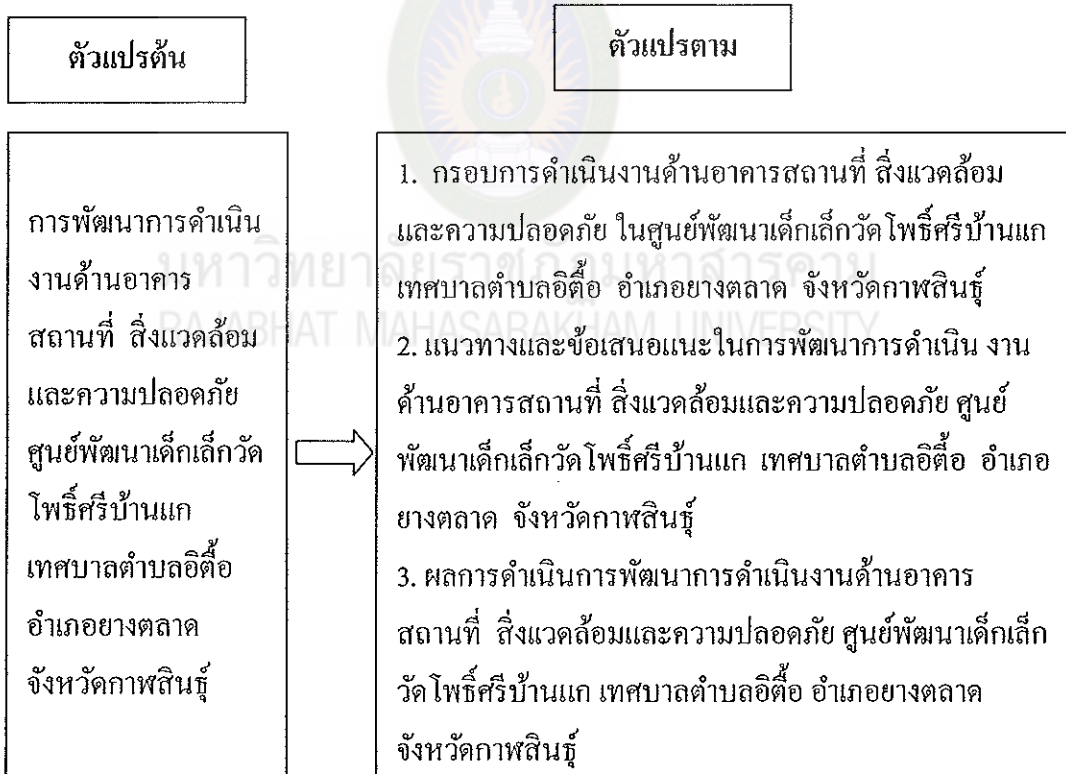 ตัวแปรต้น
ตัวแปรตาม
การพัฒนาการดำเนิน
งานด้านอาคาร
สถานที่ สิ่งแวดล้อม
และความปลอดภัย
ศูนย์พัฒนาเด็กเล็กวัด
โพธิ์ศรีบ้านแก
เทศบาลตำบลอิตื้อ
อำเภอยางตลาด
จังหวัดกาฬสินธุ์
1. กรอบการดำเนินงานด้านอาคารสถานที่ สิ่งแวดล้อม
และความปลอดภัย ในศูนย์พัฒนาเด็กเล็กวัดโพธิ์ศรีบ้านแก
เทศบาลตำบลอิตื้อ อำเภอยางตลาด จังหวัดกาฬสินธุ์
2. แนวทางและข้อเสนอแนะในการพัฒนาการดำเนิน งาน
ด้านอาคารสถานที่ สิ่งแวดล้อมและความปลอดภัย ศูนย์
พัฒนาเด็กเล็กวัดโพธิ์ศรีบ้านแก เทศบาลตำบลอิตื้อ อำเภอ
ยางตลาด จังหวัดกาฬสินธุ์
3. ผลการดำเนินการพัฒนาการดำเนินงานด้านอาคาร
สถานที่ สิ่งแวดล้อมและความปลอดภัย ศูนย์พัฒนาเด็กเล็ก
วัดโพธิ์ศรีบ้านแก เทศบาลตำบลอิตื้อ อำเภอยางตลาด
จังหวัดกาฬสินธุ์
มหาวิทยาลัยราชภัฏมหาสารคาม
RAJABHAT MAHASARAKHAM UNIVERSITY